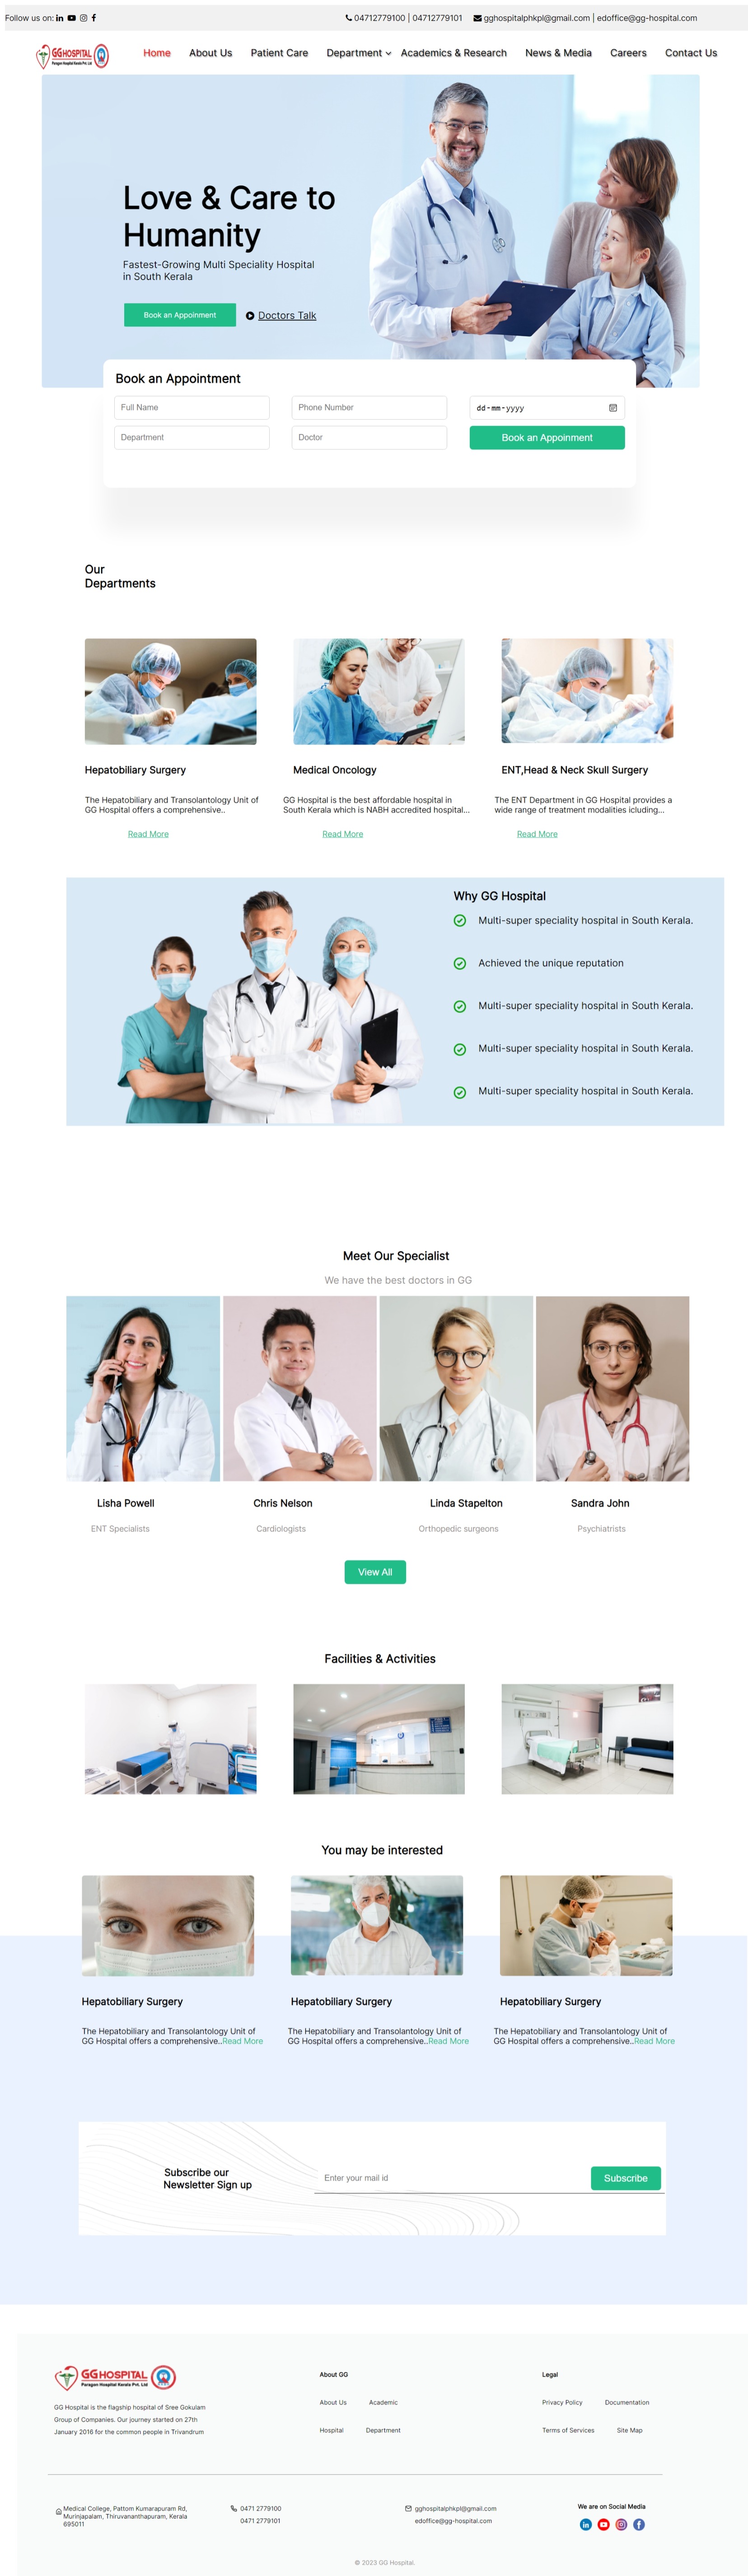 Follow us on:
04712779100 | 04712779101
gghospitalphkpl@gmail.com | edoffice@gg-hospital.com
GG HOSPITAL
Paragon Hospital Kerala Pvt. Ltd
Home
About Us
Patient Care
Department
Academics & Research
News & Media
Careers
Contact Us
Love & Care to
Humanity
Fastest-Growing Multi Speciality Hospital
in South Kerala
Book an Appoinment
Doctors Talk
Book an Appointment
Full Name
Phone Number
dd-mm-yyyy
Department
Doctor
Book an Appoinment
Our
Departments
Hepatobiliary Surgery
The Hepatobiliary and Transolantology Unit of
GG Hospital offers a comprehensive..
Read More
Medical Oncology
GG Hospital is the best affordable hospital in
South Kerala which is NABH accredited hospital...
Read More
ENT,Head & Neck Skull Surgery
The ENT Department in GG Hospital provides a
wide range of treatment modalities icluding...
Read More
Why GG Hospital
Multi-super speciality hospital in South Kerala.
Achieved the unique reputation
Multi-super speciality hospital in South Kerala.
Multi-super speciality hospital in South Kerala.
Multi-super speciality hospital in South Kerala.
Meet Our Specialist
We have the best doctors in GG
Lisha Powell
ENT Specialists
Chris Nelson
Cardiologists
Linda Stapelton
Orthopedic surgeons
Sandra John
Psychiatrists
View All
Facilities & Activities
You may be interested
Hepatobiliary Surgery
The Hepatobiliary and Transolantology Unit of
GG Hospital offers a comprehensive..Read More
Hepatobiliary Surgery
The Hepatobiliary and Transolantology Unit of
GG Hospital offers a comprehensive..Read More
Hepatobiliary Surgery
The Hepatobiliary and Transolantology Unit of
GG Hospital offers a comprehensive..Read More
Subscribe our
Newsletter Sign up
Enter your mail id
Subscribe
GG HOSPITAL
Paragon Hospital Kerala Pvt. Ltd
GG Hospital is the flagship hospital of Sree Gokulam
Group of Companies. Our journey started on 27th
January 2016 for the common people in Trivandrum
About GG
About Us
Academic
Hospital
Department
Legal
Privacy Policy
Documentation
Terms of Services
Site Map
Medical College, Pattom Kumarapuram Rd,
Murinjapalam, Thiruvananthapuram, Kerala
695011
0471 2779100
0471 2779101
gghospitalphkpl@gmail.com
edoffice@gg-hospital.com
We are on Social Media
© 2023 GG Hospital.